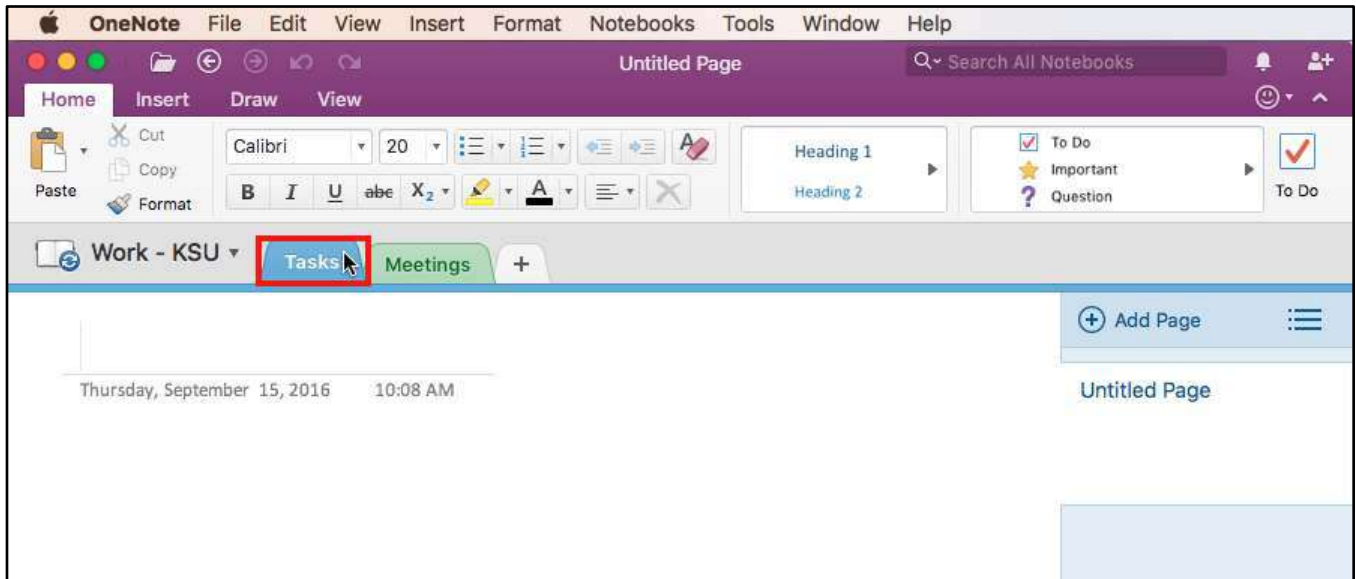 OneNote File Edit View Insert Format Notebooks Tools Window Help
Untitled Page
Search All Notebooks
Home Insert Draw View
Paste
Cut
Copy
Format
Calibri 20
B I U abc X₂ A
Heading 1
Heading 2
To Do
Important
Question
To Do
Work - KSU Tasks Meetings +
Add Page
Thursday, September 15, 2016 10:08 AM
Untitled Page